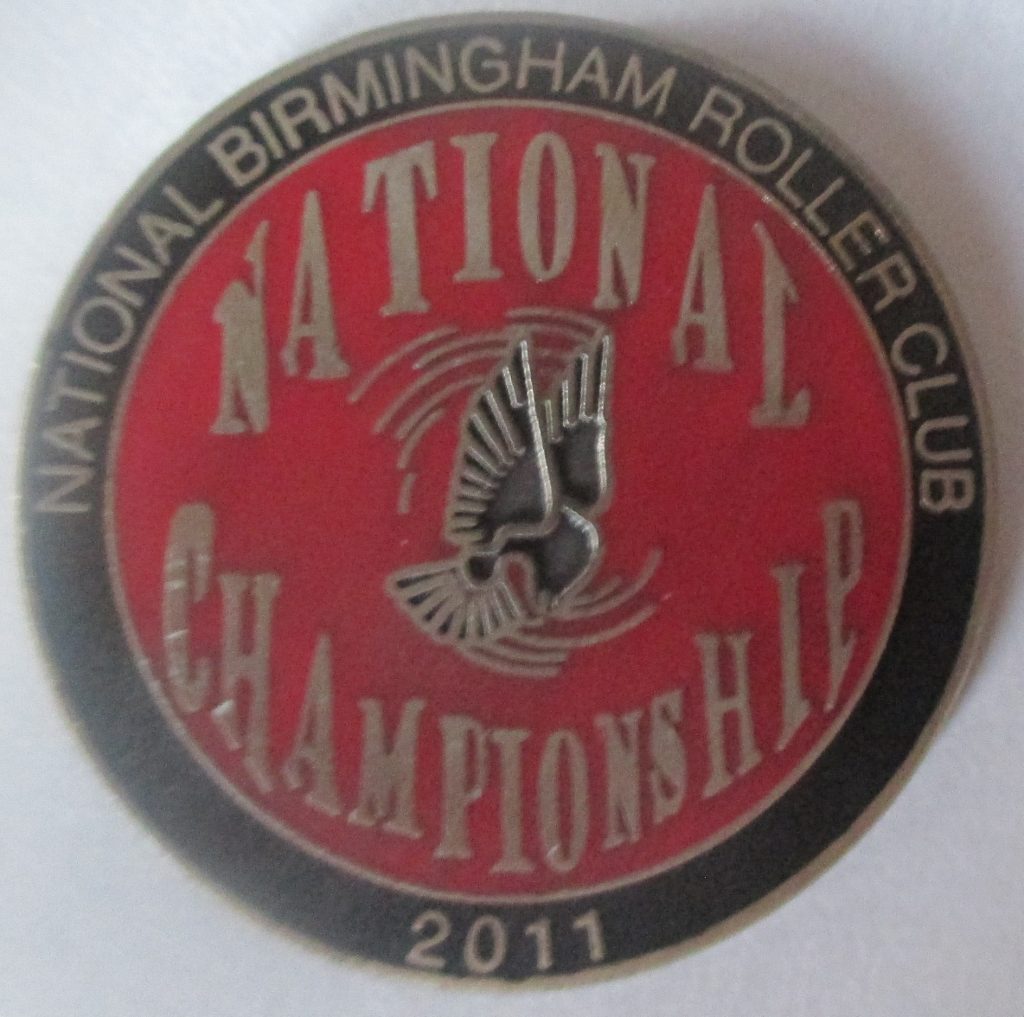 NATIONAL BIRMINGHAM ROLLER CLUB
NATIONAL
CHAMPIONSHIP
2011